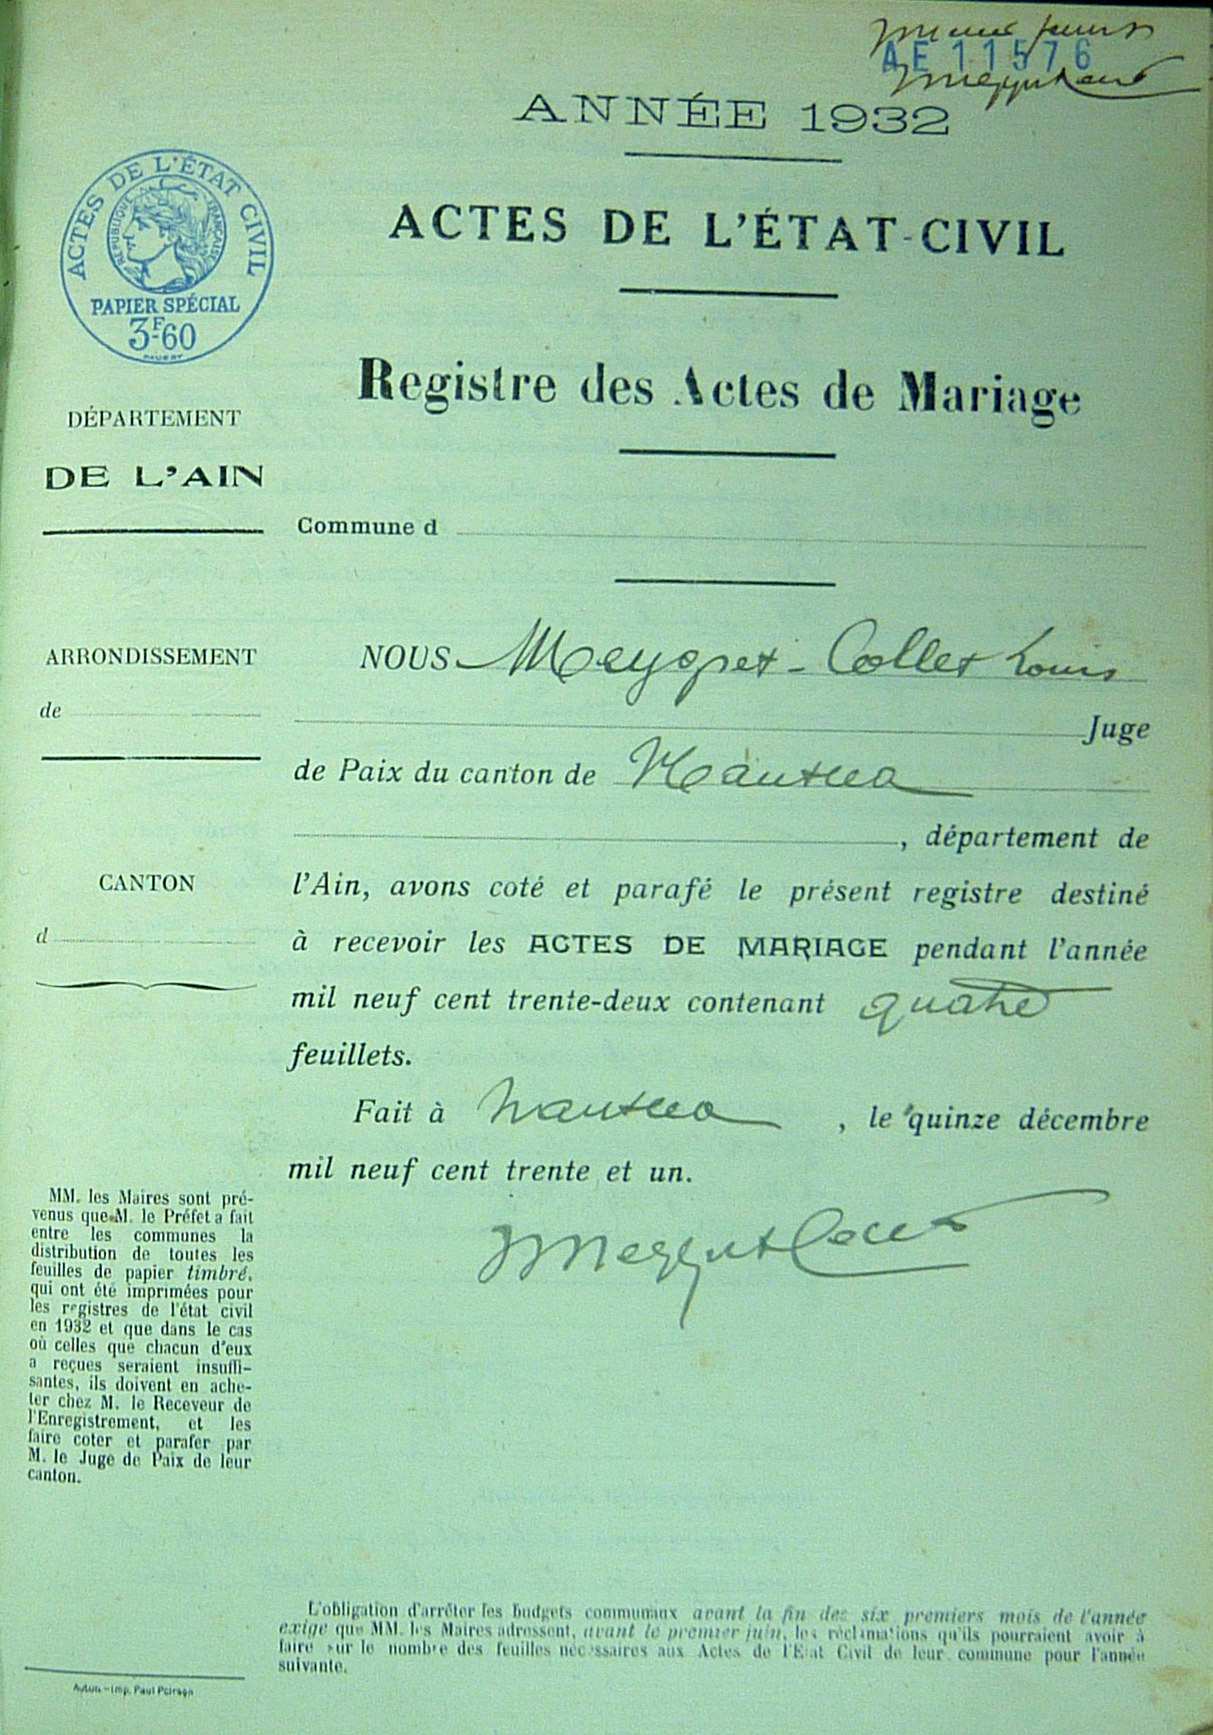 AE 11576
ANNÉE 1932
ACTES DE L'ÉTAT CIVIL
RÉPUBLIQUE FRANÇAISE
PAPIER SPÉCIAL
3F-60
ACTES DE L'ÉTAT-CIVIL
Registre des Actes de Mariage
DÉPARTEMENT
DE L'AIN
Commune d
ARRONDISSEMENT
de
CANTON
d
NOUS Meygret-Collet Louis
Juge
de Paix du canton de Nantua
, département de
l'Ain, avons coté et parafé le présent registre destiné
à recevoir les ACTES DE MARIAGE pendant l'année
mil neuf cent trente-deux contenant quatre
feuillets.
Fait à Nantua, le quinze décembre
mil neuf cent trente et un.
MM. les Maires sont pré-
venus que M. le Préfet a fait
entre les communes la
distribution de toutes les
feuilles de papier timbré,
qui ont été imprimées pour
les registres de l'état civil
en 1932 et que dans le cas
où celles que chacun d'eux
a reçues seraient insuffi-
santes, ils doivent en ache-
ter chez M. le Receveur de
l'Enregistrement, et les
faire coter et parafer par
M. le Juge de Paix de leur
canton.
L'obligation d'arrêter les budgets communaux avant la fin des six premiers mois de l'année
exige que MM. les Maires adressent, avant le premier juin, les réclamations qu'ils pourraient avoir à
faire sur le nombre des feuilles nécessaires aux Actes de l'Etat Civil de leur commune pour l'année
suivante.
Autun. - Imp. Paul Poirson